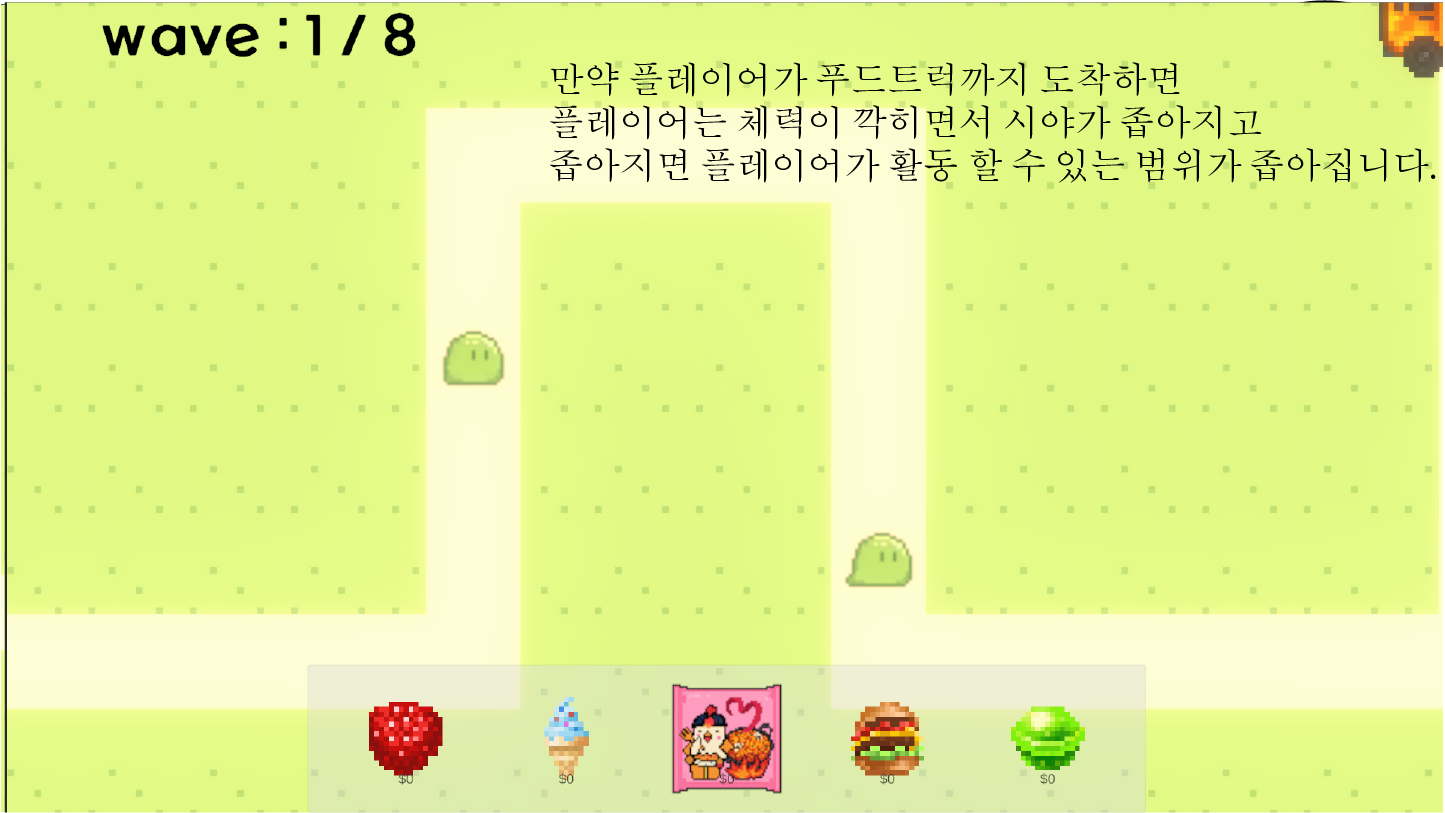 wave : 1 / 8
만약 플레이어가 푸드트럭까지 도착하면
플레이어는 체력이 깍히면서 시야가 좁아지고
좁아지면 플레이어가 활동 할 수 있는 범위가 좁아집니다.
$0 $0 $0 $0 $0